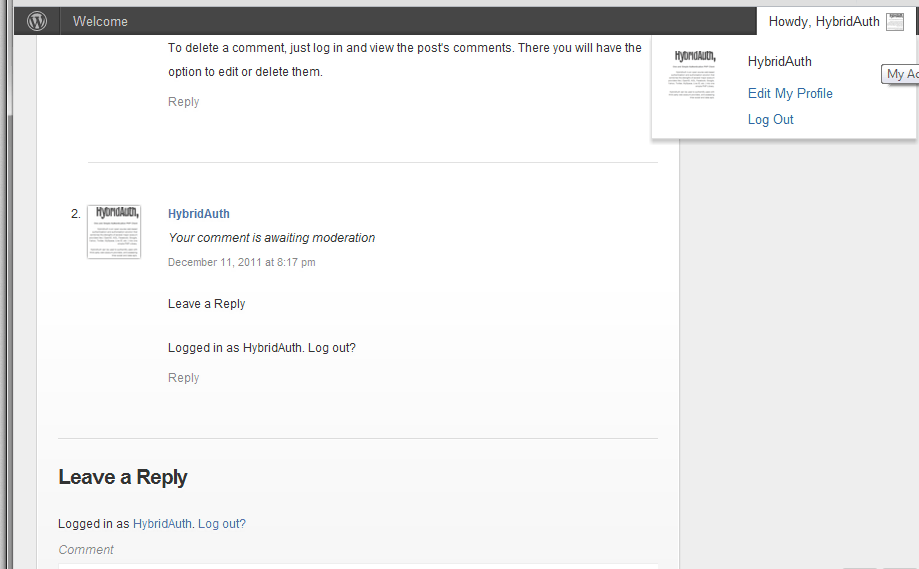 Welcome
Howdy, HybridAuth
HybridAuth
Edit My Profile
Log Out
My Ac
To delete a comment, just log in and view the post's comments. There you will have the
option to edit or delete them.
Reply
2.
HybridAuth,
HybridAuth
Your comment is awaiting moderation
December 11, 2011 at 8:17 pm
Leave a Reply
Logged in as HybridAuth. Log out?
Reply
Leave a Reply
Logged in as HybridAuth. Log out?
Comment